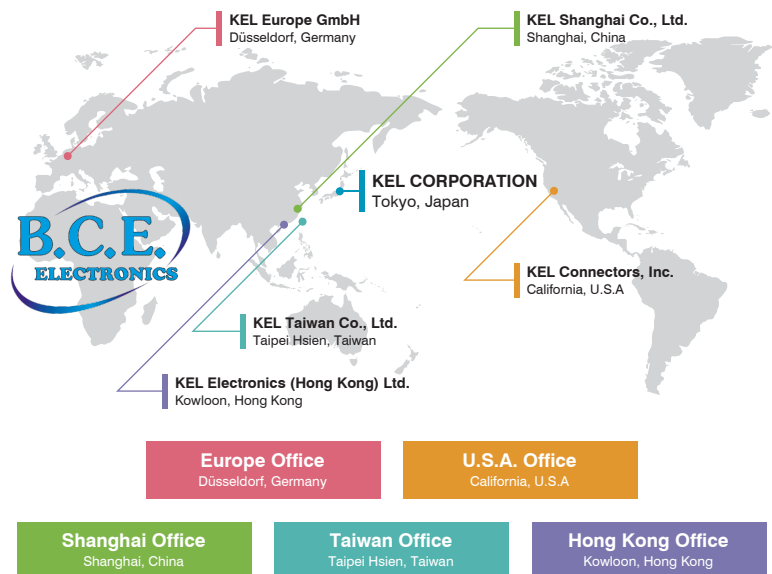 KEL Europe GmbH
Düsseldorf, Germany
KEL Shanghai Co., Ltd.
Shanghai, China
KEL CORPORATION
Tokyo, Japan
B.C.E.
ELECTRONICS
KEL Connectors, Inc.
California, U.S.A
KEL Taiwan Co., Ltd.
Taipei Hsien, Taiwan
KEL Electronics (Hong Kong) Ltd.
Kowloon, Hong Kong
Europe Office
Düsseldorf, Germany
U.S.A. Office
California, U.S.A
Shanghai Office
Shanghai, China
Taiwan Office
Taipei Hsien, Taiwan
Hong Kong Office
Kowloon, Hong Kong